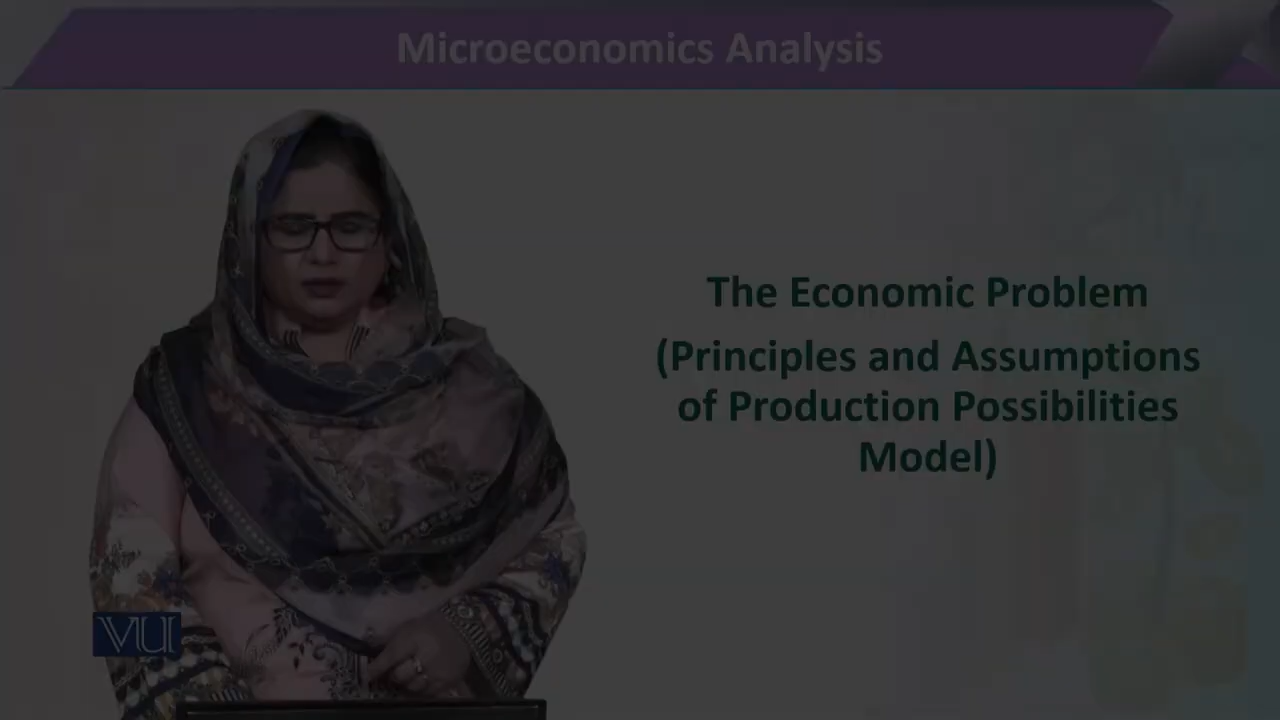 Microeconomics Analysis
The Economic Problem
(Principles and Assumptions
of Production Possibilities
Model)
VU